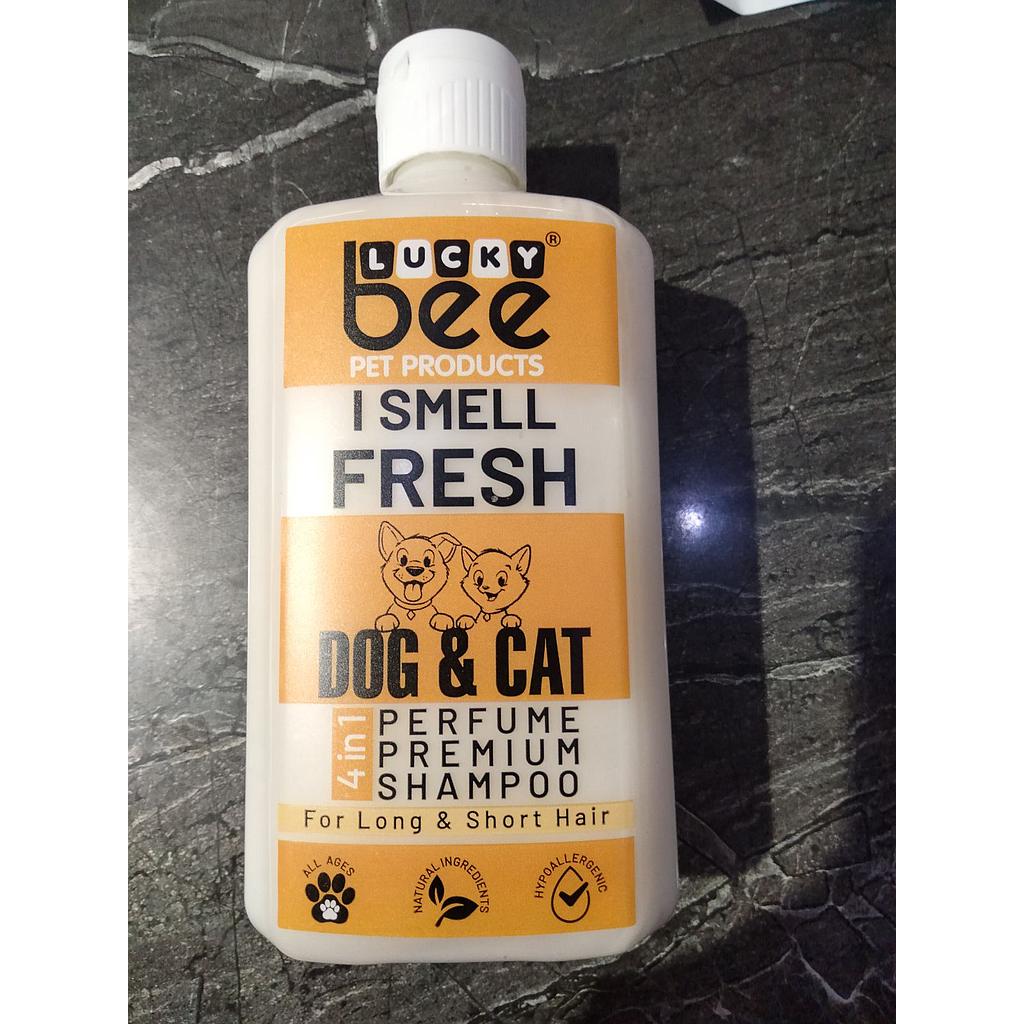 LUCKY®
bee
PET PRODUCTS
I SMELL
FRESH
DOG & CAT
4 in 1
PERFUME
PREMIUM
SHAMPOO
For Long & Short Hair
ALL AGES
NATURAL INGREDIENTS
HYPOALLERGENIC